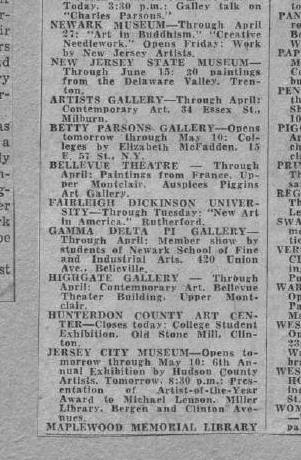 Today. 3:30 p.m.: Galley talk on
"Charles Parsons."
NEWARK MUSEUM—Through April
27: "Art in Buddhism." "Creative
Needlework." Opens Friday: Work
by New Jersey Artists.
NEW JERSEY STATE MUSEUM—
Through June 15: 20 paintings
from the Delaware Valley. Tren-
ton.
ARTISTS GALLERY—Through April:
Contemporary Art. 34 Essex St.,
Milburn.
BETTY PARSONS GALLERY—Opens
tomorrow through May 10: Col-
leges by Elizabeth McFadden. 15
E. 57 St., N.Y.
BELLEVUE THEATRE — Through
April: Paintings from France. Up-
per Montclair. Auspices Piggins
Art Gallery.
FAIRLEIGH DICKINSON UNIVER-
SITY—Through Tuesday: "New Art
in America." Rutherford.
GAMMA DELTA PI GALLERY—
Through April: Member show by
students of Newark School of Fine
and Industrial Arts. 420 Union
Ave., Belleville.
HIGHGATE GALLERY — Through
April: Contemporary Art. Bellevue
Theater Building. Upper Mont-
clair.
HUNTERDON COUNTY ART CEN-
TER—Closes today: College Student
Exhibition. Old Stone Mill, Clin-
ton.
JERSEY CITY MUSEUM—Opens to-
morrow through May 10: 6th An-
nual Exhibition by Hudson County
Artists. Tomorrow, 8:30 p.m.: Pres-
entation of Artist-of-the-Year
Award to Michael Lenson. Miller
Library. Bergen and Clinton Ave-
nues.
MAPLEWOOD MEMORIAL LIBRARY